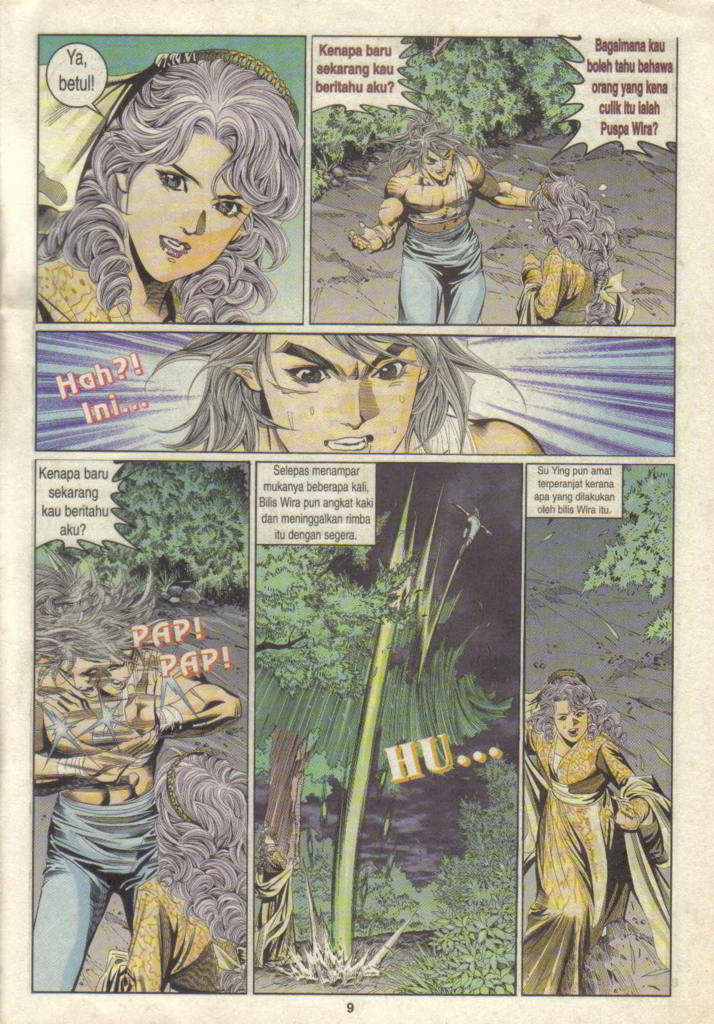 Ya,
betul!
Kenapa baru
sekarang kau
beritahu aku?
Bagaimana kau
boleh tahu bahawa
orang yang kena
culik itu ialah
Puspa Wira?
Hah?!
Ini...
Kenapa baru
sekarang
kau beritahu
aku?
PAP!
PAP!
Selepas menampar
mukanya beberapa kali,
Bilis Wira pun angkat kaki
dan meninggalkan rimba
itu dengan segera.
HU...
Su Ying pun amat
terperanjat kerana
apa yang dilakukan
oleh bilis Wira itu.
9